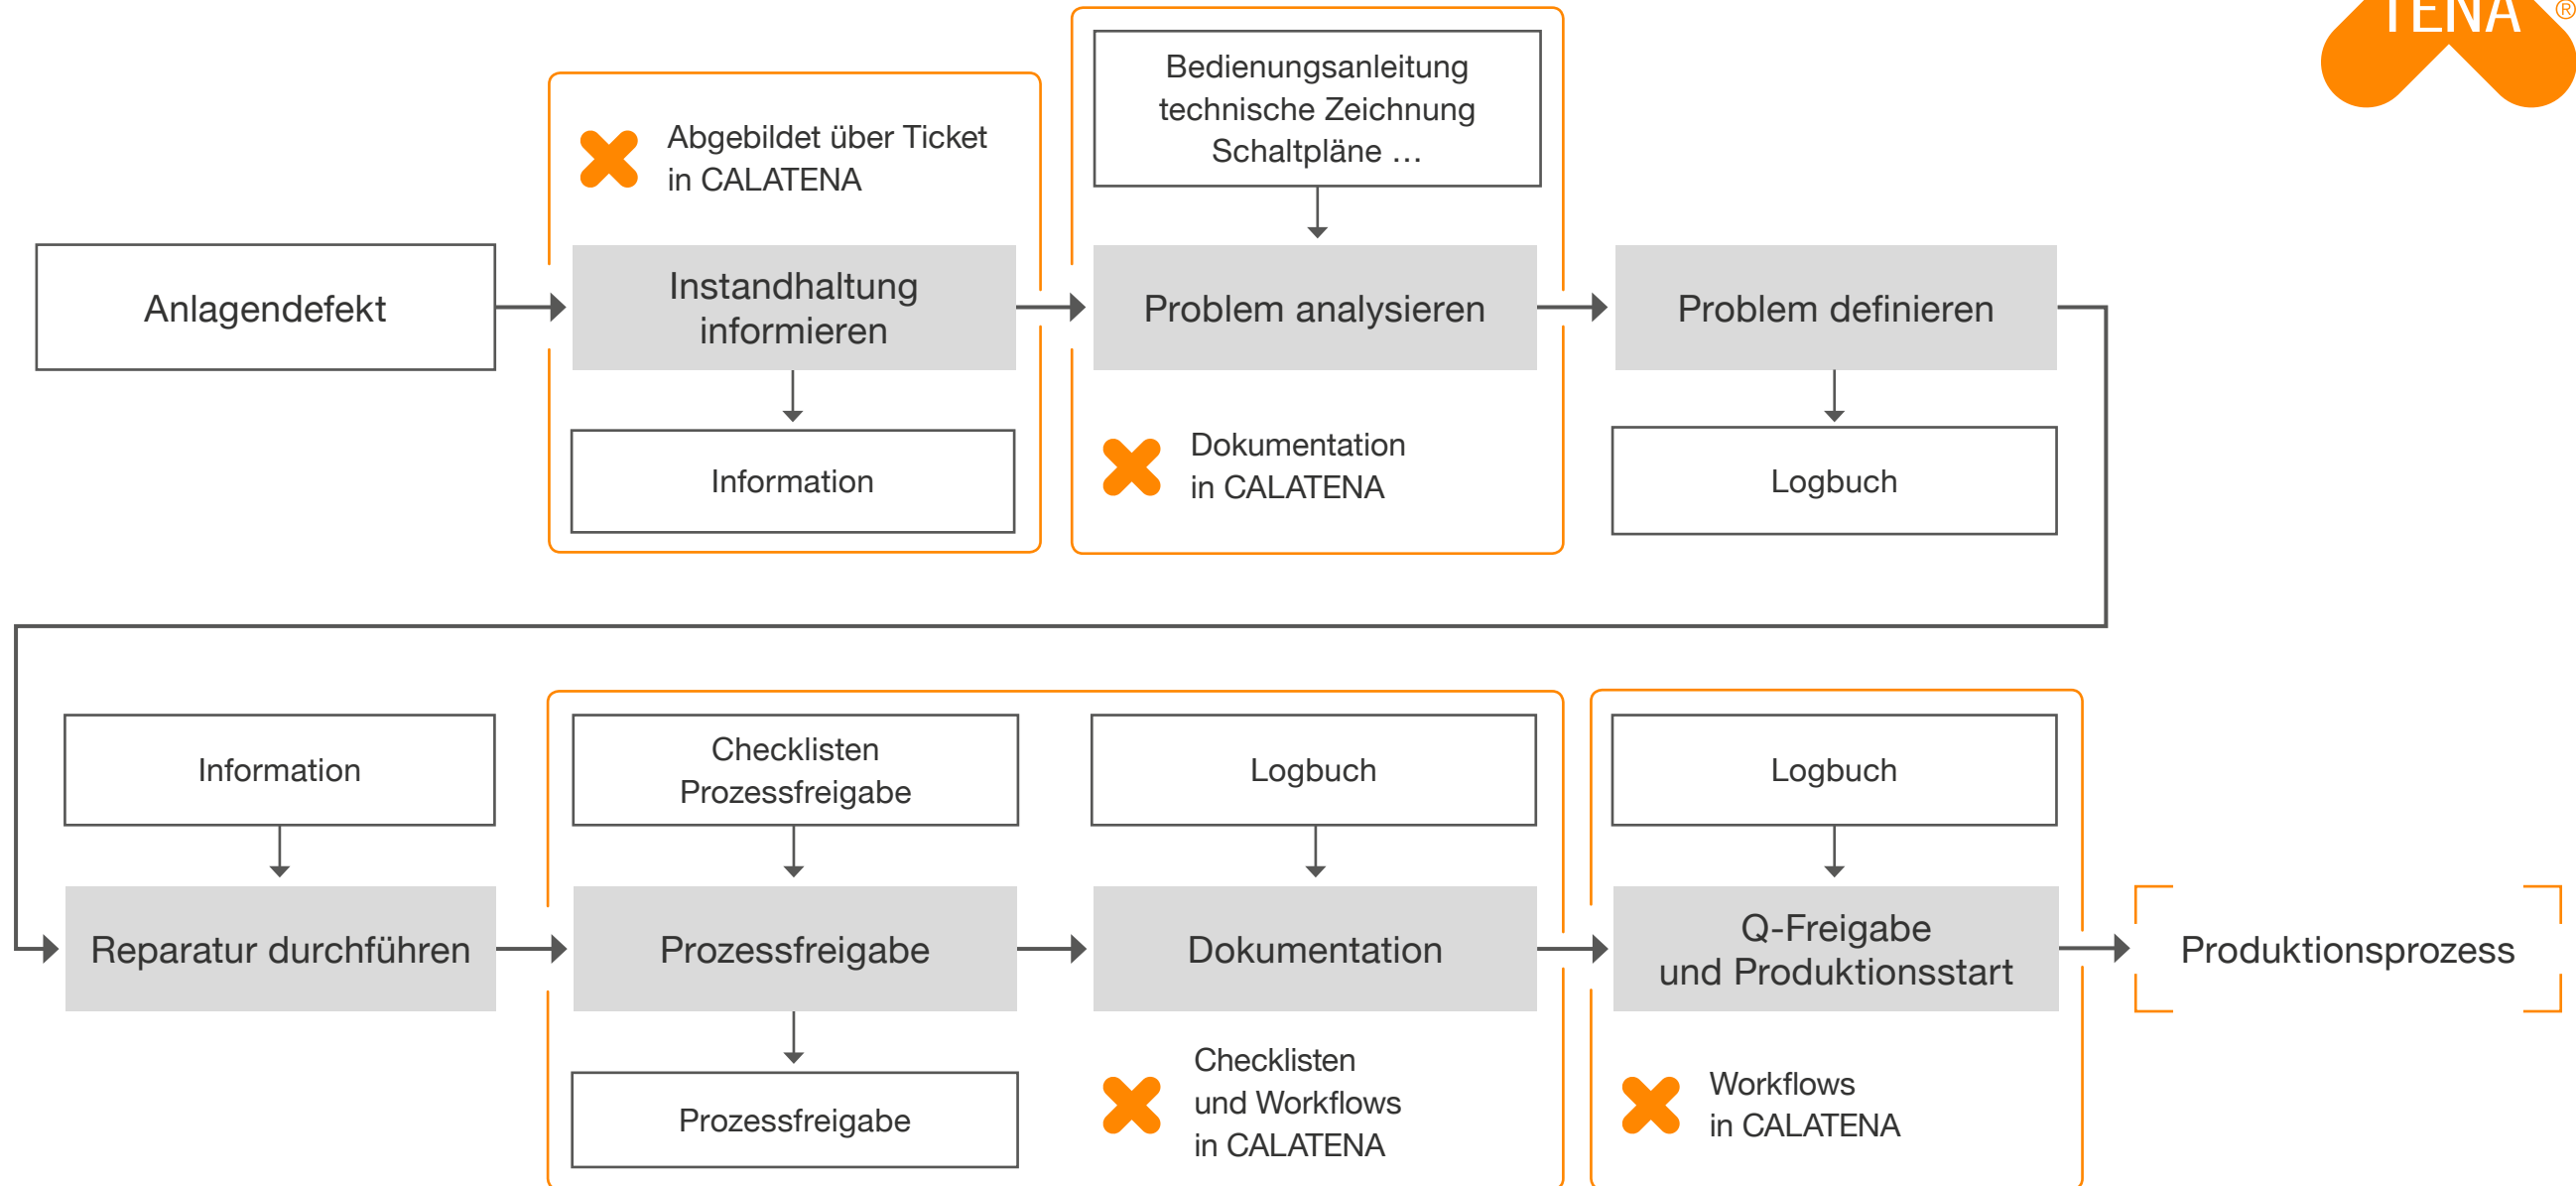 TENA ®
Bedienungsanleitung
technische Zeichnung
Schaltpläne …
Abgebildet über Ticket
in CALATENA
Anlagendefekt
Instandhaltung
informieren
Problem analysieren
Problem definieren
Information
Dokumentation
in CALATENA
Logbuch
Information
Checklisten
Prozessfreigabe
Logbuch
Logbuch
Reparatur durchführen
Prozessfreigabe
Dokumentation
Q-Freigabe
und Produktionsstart
Produktionsprozess
Prozessfreigabe
Checklisten
und Workflows
in CALATENA
Workflows
in CALATENA